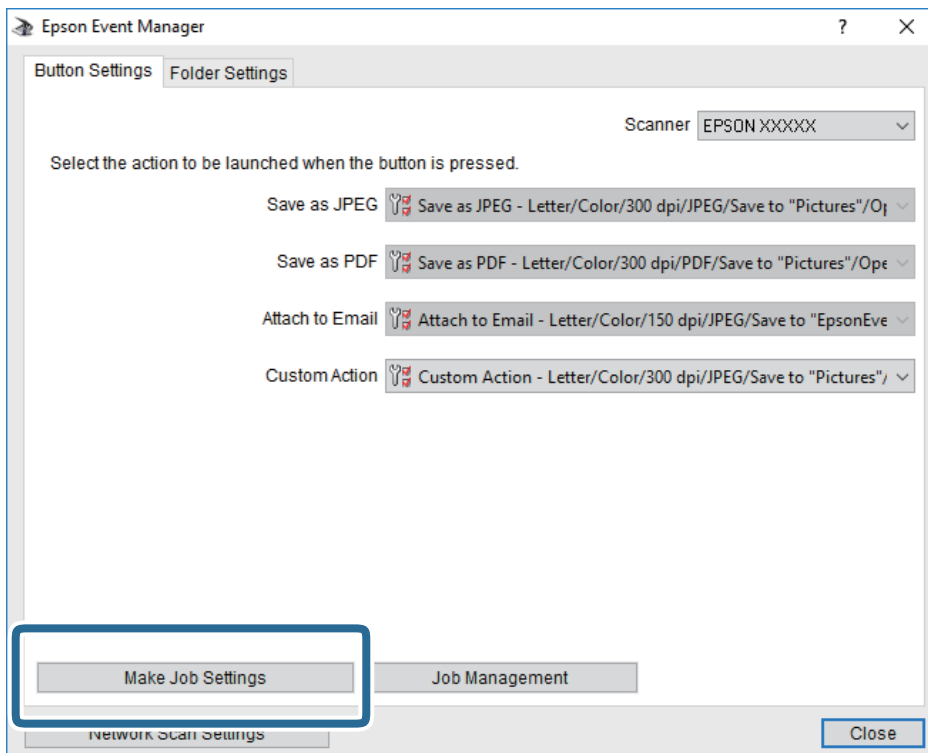 Epson Event Manager
Button Settings Folder Settings
Scanner EPSON XXXXX
Select the action to be launched when the button is pressed.
Save as JPEG Save as JPEG - Letter/Color/300 dpi/JPEG/Save to "Pictures"/Op
Save as PDF Save as PDF - Letter/Color/300 dpi/PDF/Save to "Pictures"/Ope
Attach to Email Attach to Email - Letter/Color/150 dpi/JPEG/Save to "EpsonEve
Custom Action Custom Action - Letter/Color/300 dpi/JPEG/Save to "Pictures"/
Make Job Settings Job Management
Network Scan Settings Close